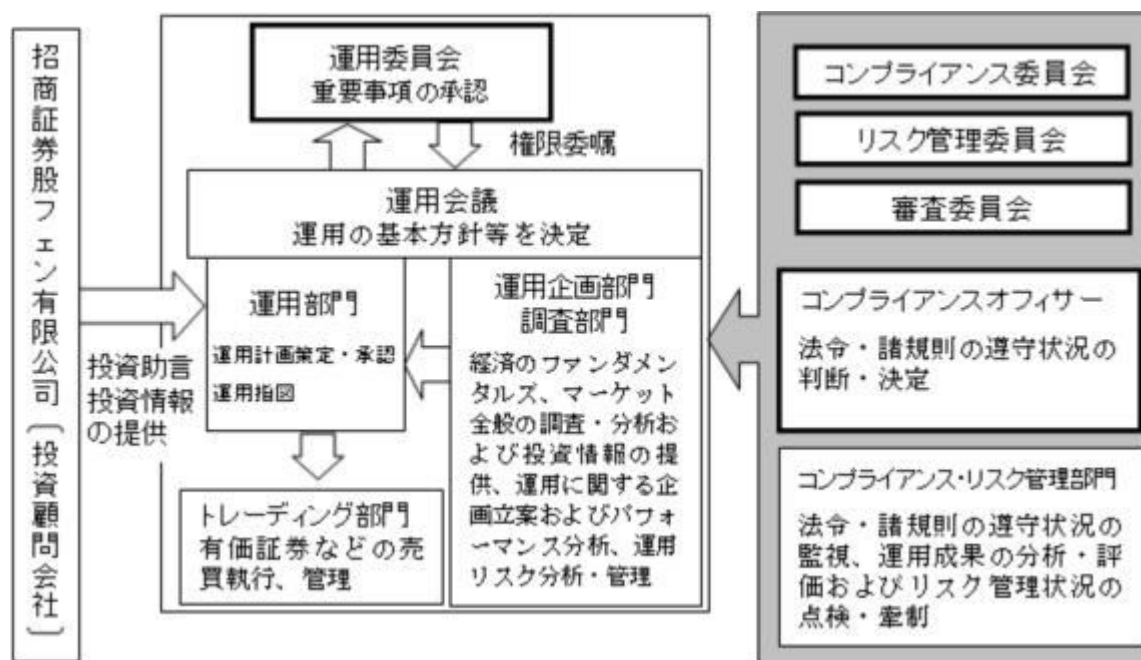 招商証券股フェン有限公司〔投資顧問会社〕
運用委員会
重要事項の承認
権限委嘱
運用会議
運用の基本方針等を決定
投資助言
投資情報
の提供
運用部門
運用計画策定・承認
運用指図
トレーディング部門
有価証券などの売
買執行、管理
運用企画部門
調査部門
経済のファンダメン
タルズ、マーケット
全般の調査・分析お
よび投資情報の提
供、運用に関する企
画立案およびパフォ
ーマンス分析、運用
リスク分析・管理
コンプライアンス委員会
リスク管理委員会
審査委員会
コンプライアンスオフィサー
法令・諸規則の遵守状況の
判断・決定
コンプライアンス・リスク管理部門
法令・諸規則の遵守状況の
監視、運用成果の分析・評
価およびリスク管理状況の
点検・牽制